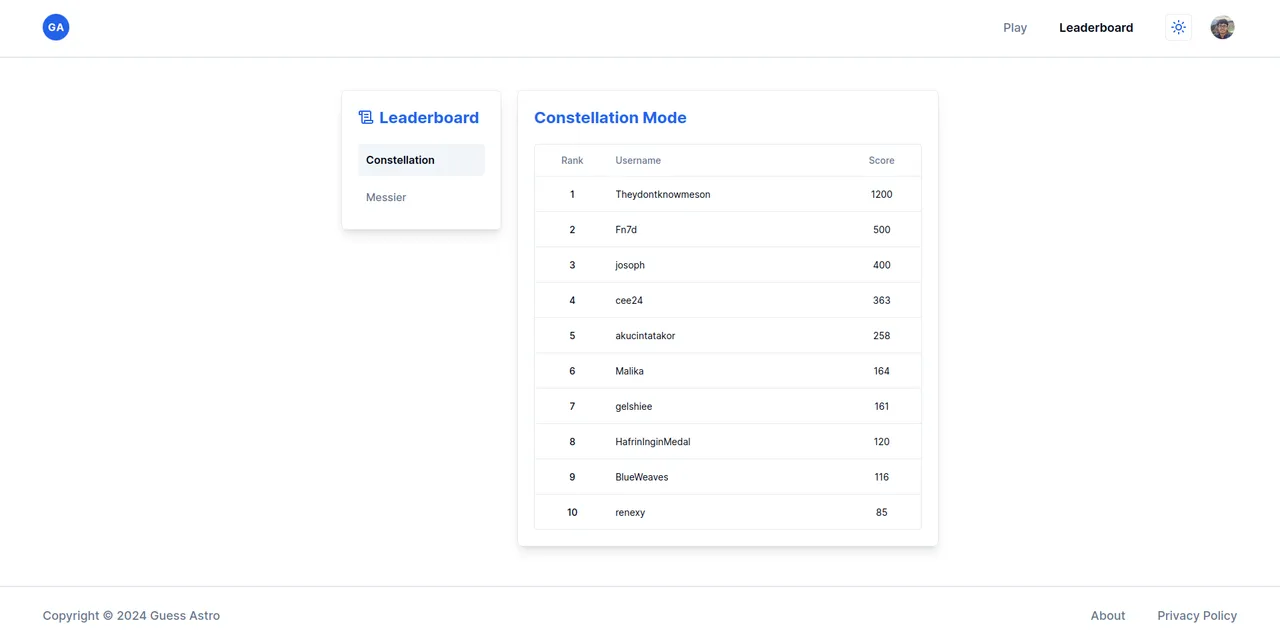 GA
Play Leaderboard
Leaderboard
Constellation
Messier
Constellation Mode
Rank Username Score
1 Theydontknowmeson 1200
2 Fn7d 500
3 josoph 400
4 cee24 363
5 akucintatakor 258
6 Malika 164
7 gelshiee 161
8 HafrinInginMedal 120
9 BlueWeaves 116
10 renexy 85
Copyright © 2024 Guess Astro
About Privacy Policy